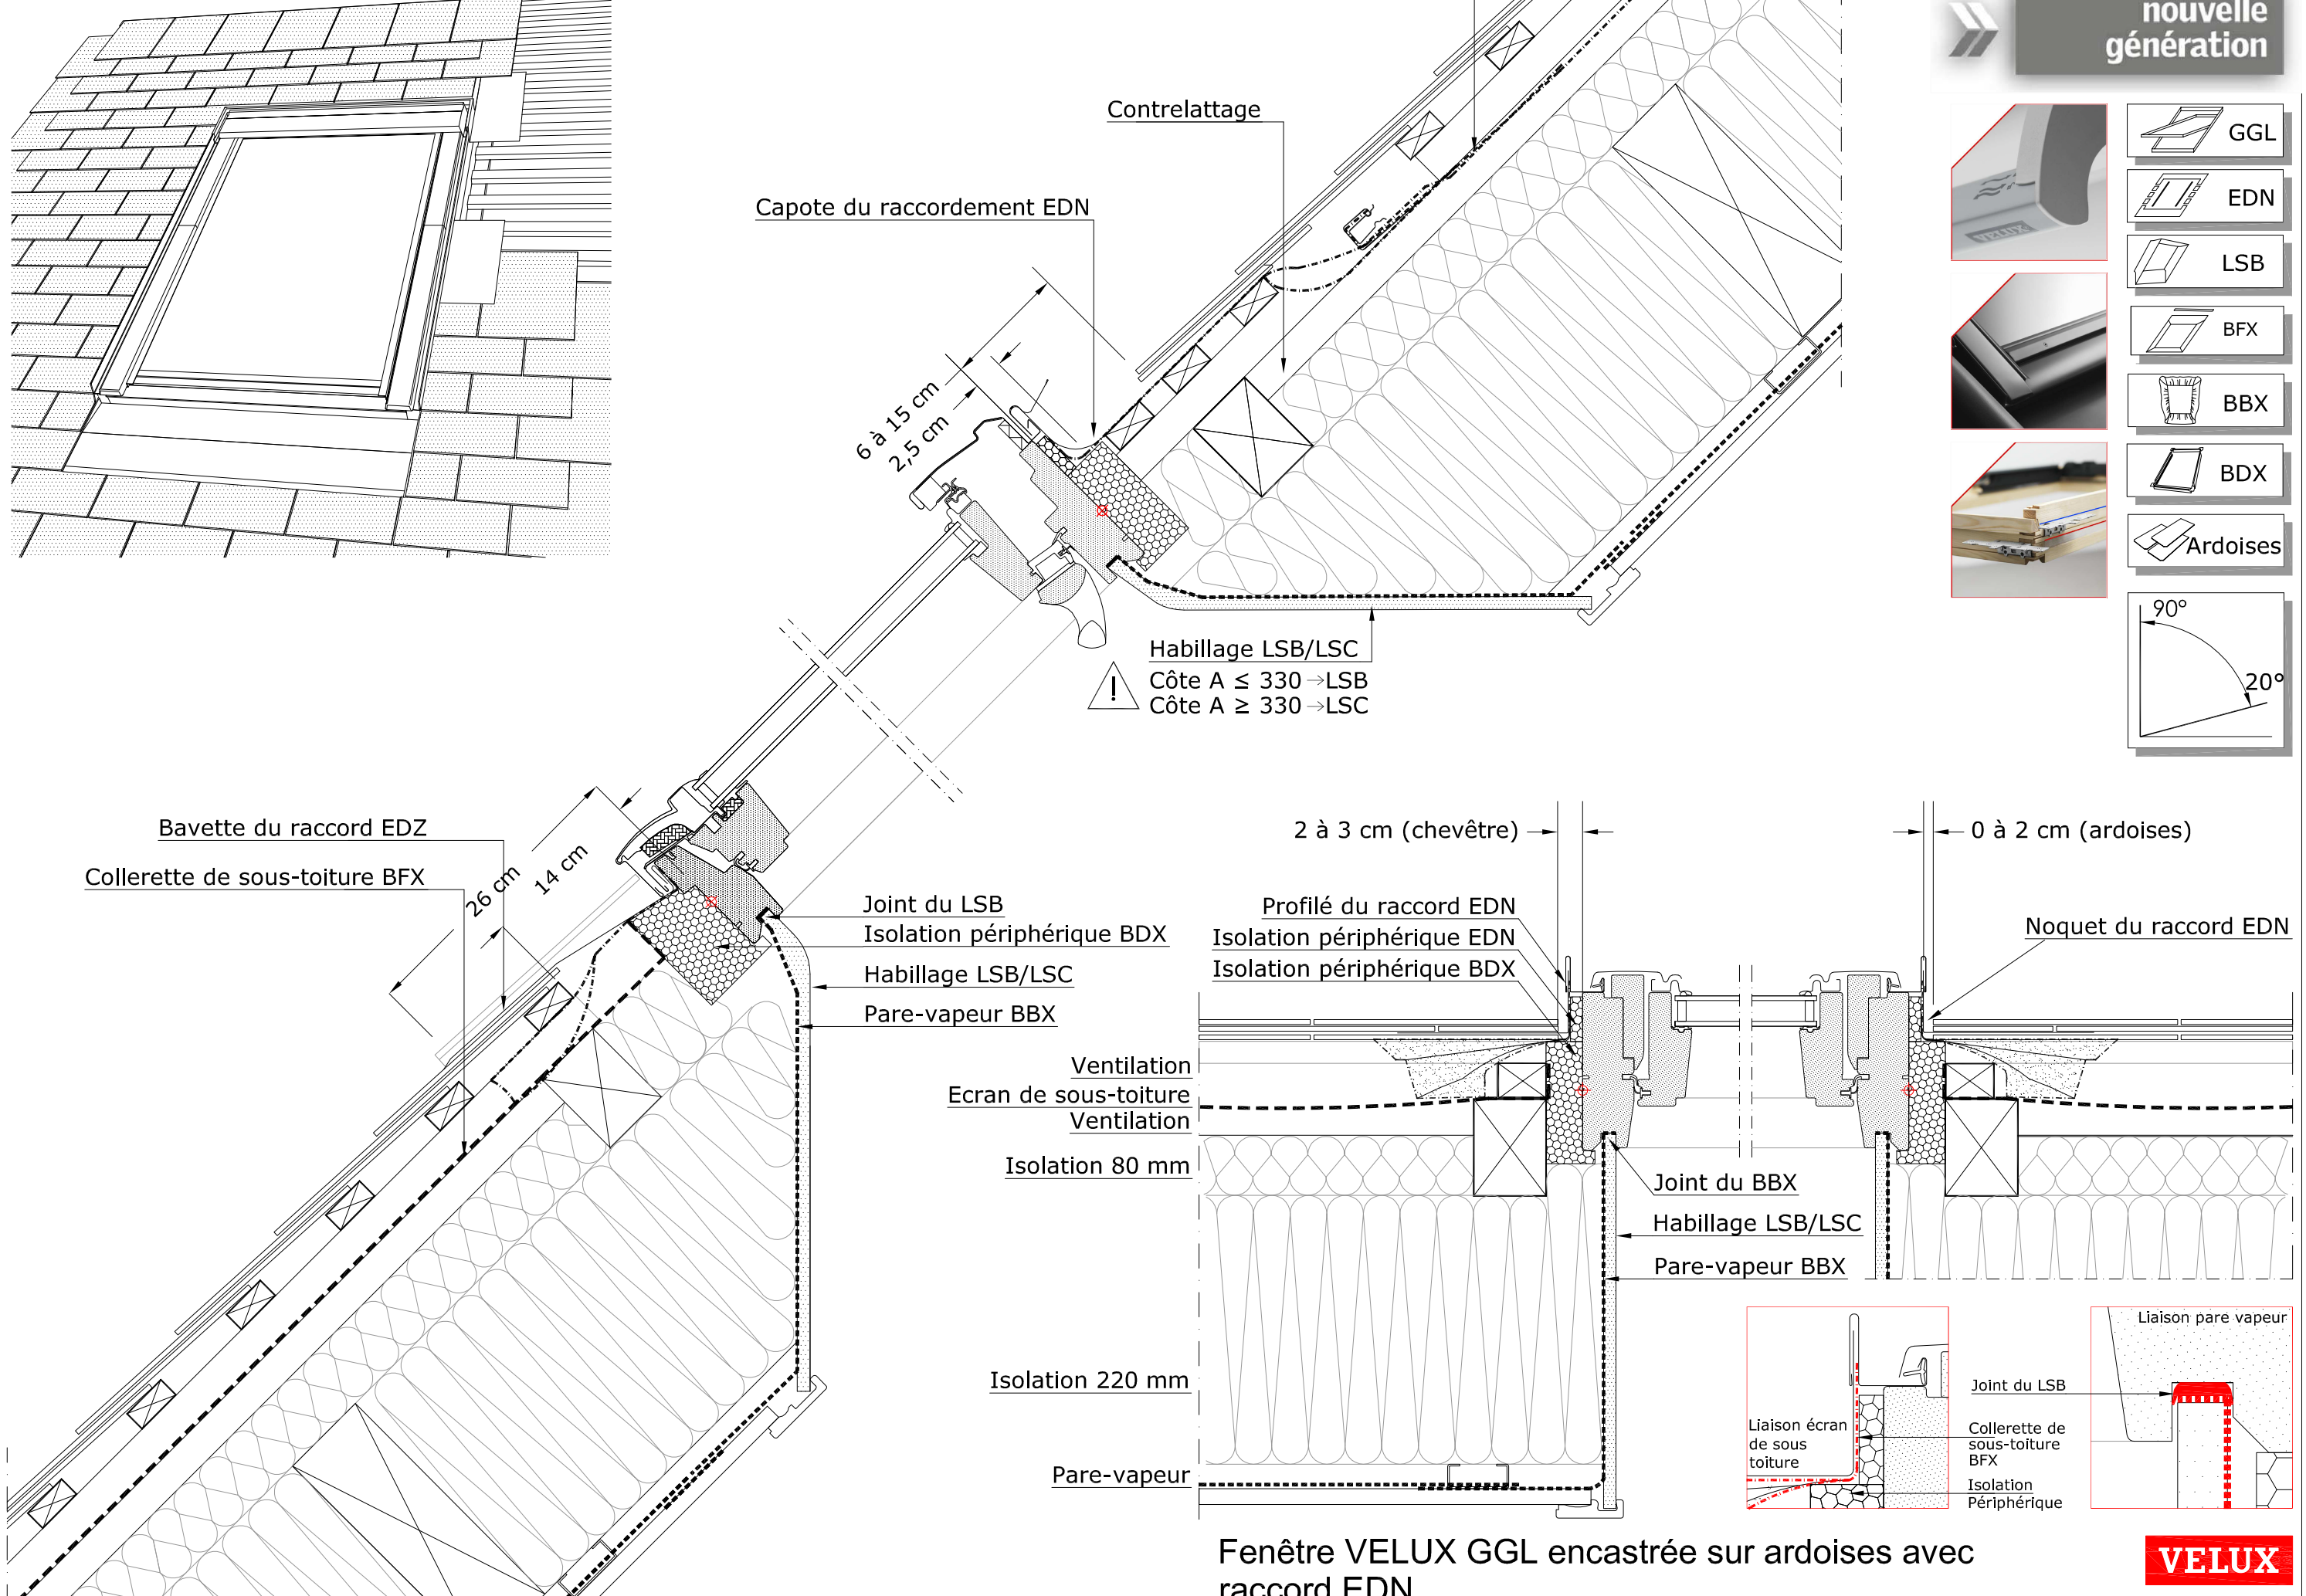 nouvelle
génération
Contrelattage
Capote du raccordement EDN
6 à 15 cm
2,5 cm
GGL
EDN
LSB
BFX
BBX
BDX
Ardoises
90°
20°
VELUX
Habillage LSB/LSC
!
Côte A ≤ 330 →LSB
Côte A ≥ 330 →LSC
Bavette du raccord EDZ
Collerette de sous-toiture BFX
26 cm
14 cm
Joint du LSB
Isolation périphérique BDX
Habillage LSB/LSC
Pare-vapeur BBX
2 à 3 cm (chevêtre)
0 à 2 cm (ardoises)
Profilé du raccord EDN
Isolation périphérique EDN
Isolation périphérique BDX
Noquet du raccord EDN
Ventilation
Ecran de sous-toiture
Ventilation
Isolation 80 mm
Isolation 220 mm
Pare-vapeur
Joint du BBX
Habillage LSB/LSC
Pare-vapeur BBX
Liaison écran
de sous
toiture
Joint du LSB
Collerette de
sous-toiture
BFX
Isolation
Périphérique
Liaison pare vapeur
Fenêtre VELUX GGL encastrée sur ardoises avec
raccord EDN
VELUX